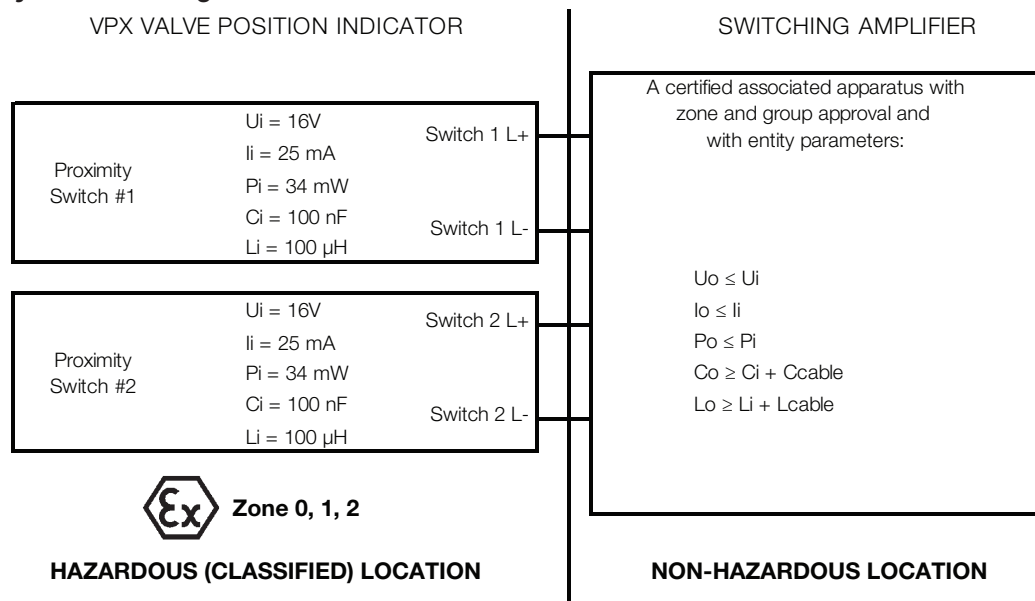 VPX VALVE POSITION INDICATOR
SWITCHING AMPLIFIER
Proximity
Switch #1
Ui = 16V
Ii = 25 mA
Pi = 34 mW
Ci = 100 nF
Li = 100 µH
Switch 1 L+
Switch 1 L-
A certified associated apparatus with
zone and group approval and
with entity parameters:
Uo ≤ Ui
Io ≤ Ii
Po ≤ Pi
Co ≥ Ci + Ccable
Lo ≥ Li + Lcable
Proximity
Switch #2
Ui = 16V
Ii = 25 mA
Pi = 34 mW
Ci = 100 nF
Li = 100 µH
Switch 2 L+
Switch 2 L-
Ex
Zone 0, 1, 2
HAZARDOUS (CLASSIFIED) LOCATION
NON-HAZARDOUS LOCATION